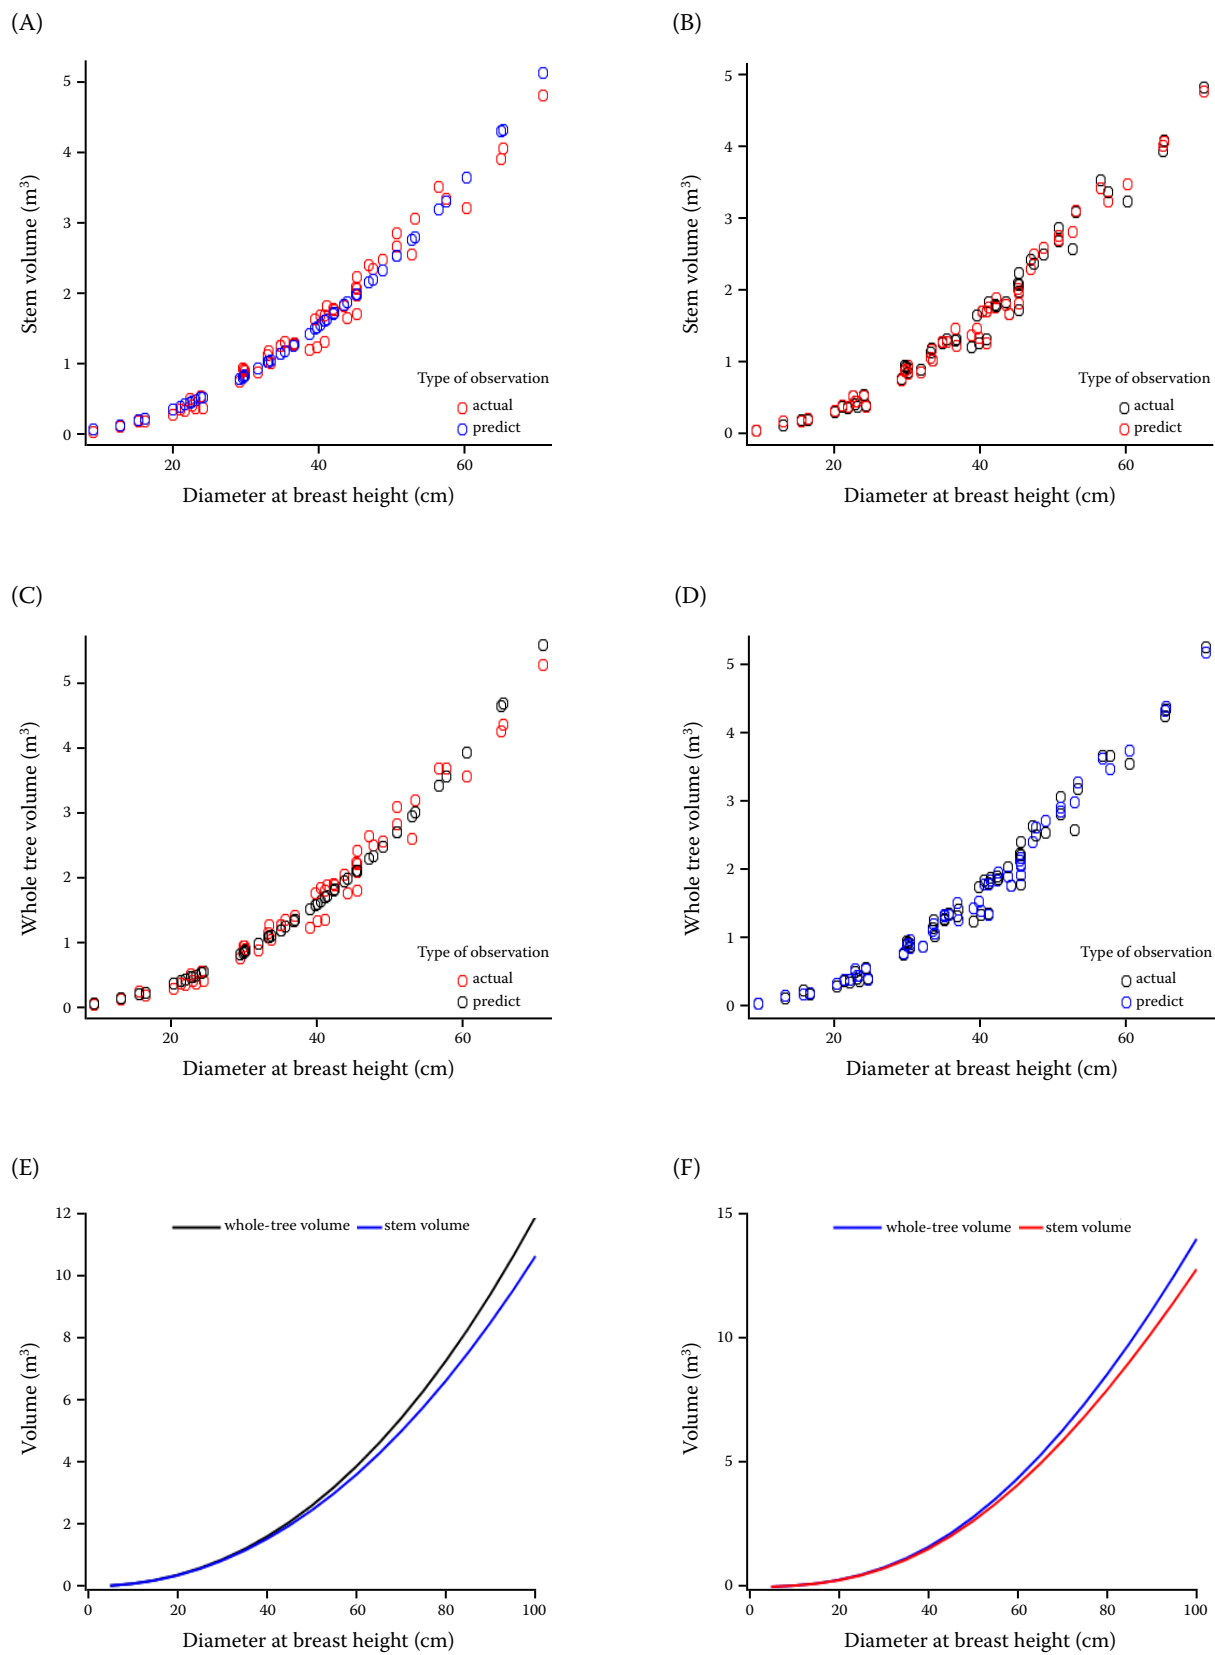 (A)
Stem volume (m³)
5
4
3
2
1
0
20 40 60
Diameter at breast height (cm)
Type of observation
actual
predict
(B)
Stem volume (m³)
5
4
3
2
1
0
20 40 60
Diameter at breast height (cm)
Type of observation
actual
predict
(C)
Whole tree volume (m³)
5
4
3
2
1
0
20 40 60
Diameter at breast height (cm)
Type of observation
actual
predict
(D)
Whole tree volume (m³)
5
4
3
2
1
0
20 40 60
Diameter at breast height (cm)
Type of observation
actual
predict
(E)
Volume (m³)
12
10
8
6
4
2
0
0 20 40 60 80 100
Diameter at breast height (cm)
whole-tree volume stem volume
(F)
Volume (m³)
15
10
5
0
0 20 40 60 80 100
Diameter at breast height (cm)
whole-tree volume stem volume